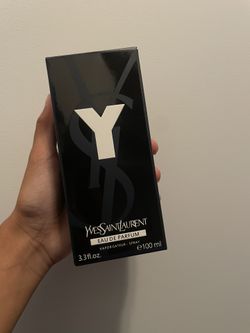 Y
YVESSAINTLAURENT
EAU DE PARFUM
VAPORISATEUR - SPRAY
3.3 fl.oz. ℮100 ml